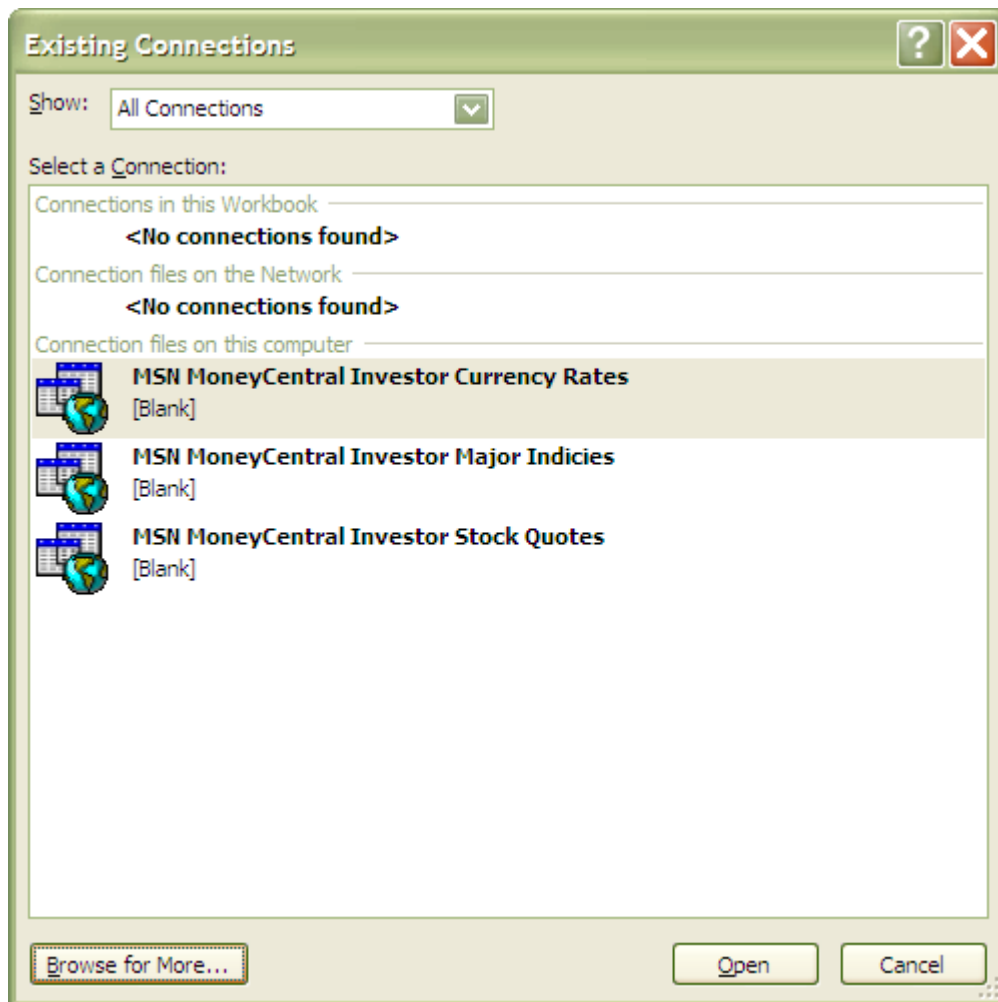 Existing Connections
Show: All Connections
Select a Connection:
Connections in this Workbook
<No connections found>
Connection files on the Network
<No connections found>
Connection files on this computer
MSN MoneyCentral Investor Currency Rates
[Blank]
MSN MoneyCentral Investor Major Indicies
[Blank]
MSN MoneyCentral Investor Stock Quotes
[Blank]
Browse for More... Open Cancel